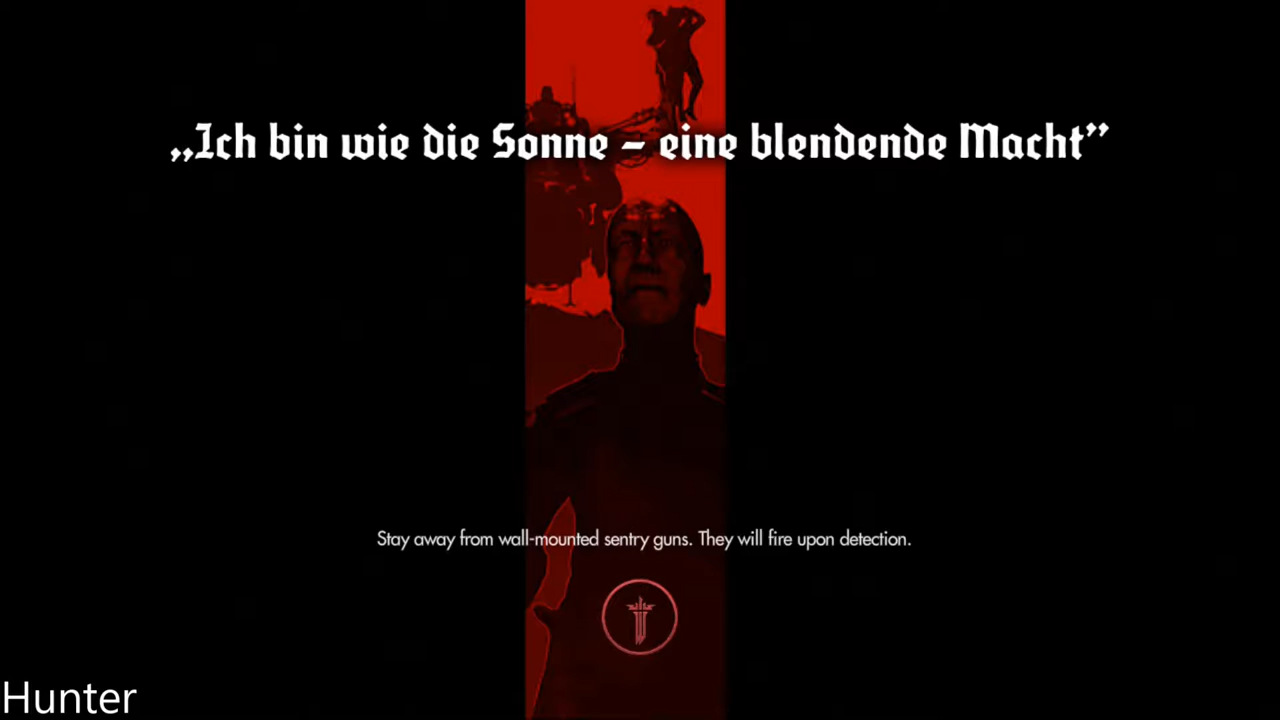 „Ich bin wie die Sonne – eine blendende Macht”
Stay away from wall-mounted sentry guns. They will fire upon detection.
Hunter